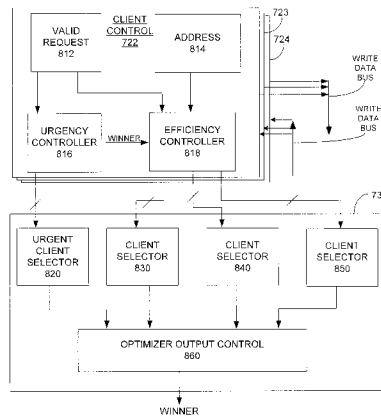 CLIENT
CONTROL
722
723
724
VALID
REQUEST
812
ADDRESS
814
WRITE
DATA
BUS
WRITE
DATA
BUS
URGENCY
CONTROLLER
816
WINNER
EFFICIENCY
CONTROLLER
818
URGENT
CLIENT
SELECTOR
820
CLIENT
SELECTOR
830
CLIENT
SELECTOR
840
CLIENT
SELECTOR
850
OPTIMIZER OUTPUT CONTROL
860
WINNER